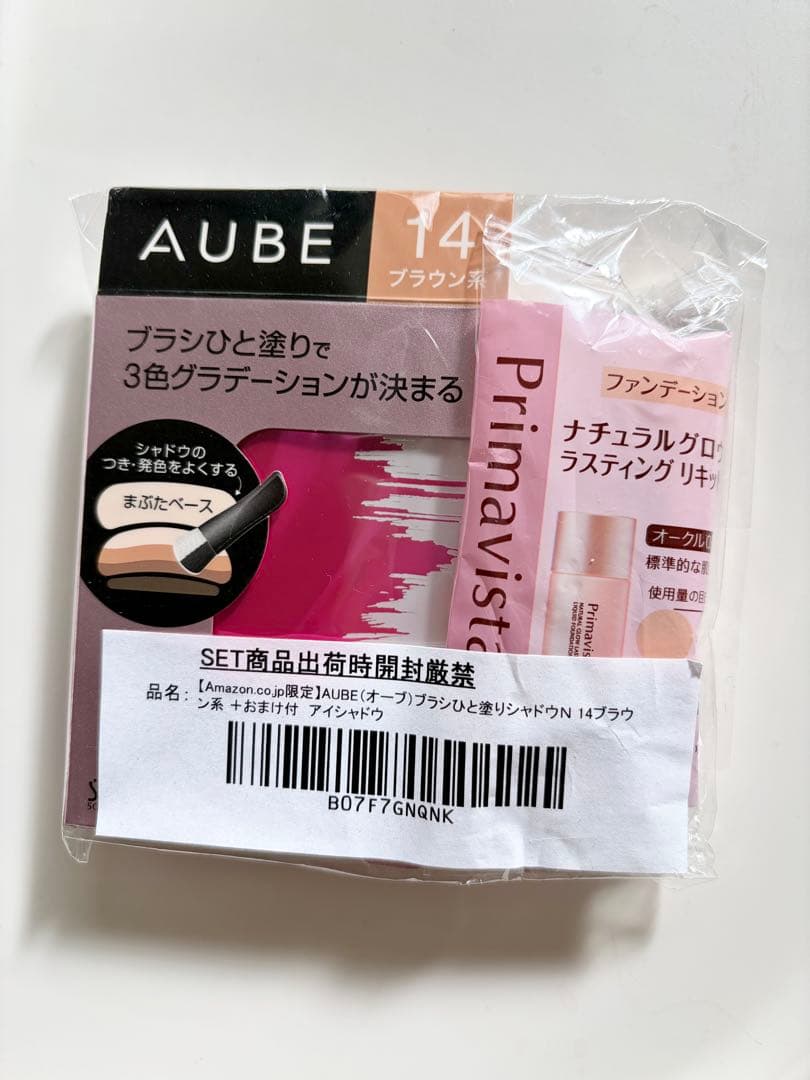 AUBE
14
ブラウン系
ブラシひと塗りで
3色グラデーションが決まる
シャドウの
つき・発色をよくする
まぶたベース
Primavista
ファンデーション
ナチュラル グロウ
ラスティング リキッ
オークル
標準的な肌
使用量の目
Primavis
NATURAL GLOW LAS
LIQUID FOUNDATION
SET商品出荷時開封厳禁
品名: 【Amazon.co.jp限定】AUBE(オーブ)ブラシひと塗りシャドウN 14ブラウ
ン系 +おまけ付 アイシャドウ
B07F7GNQNK